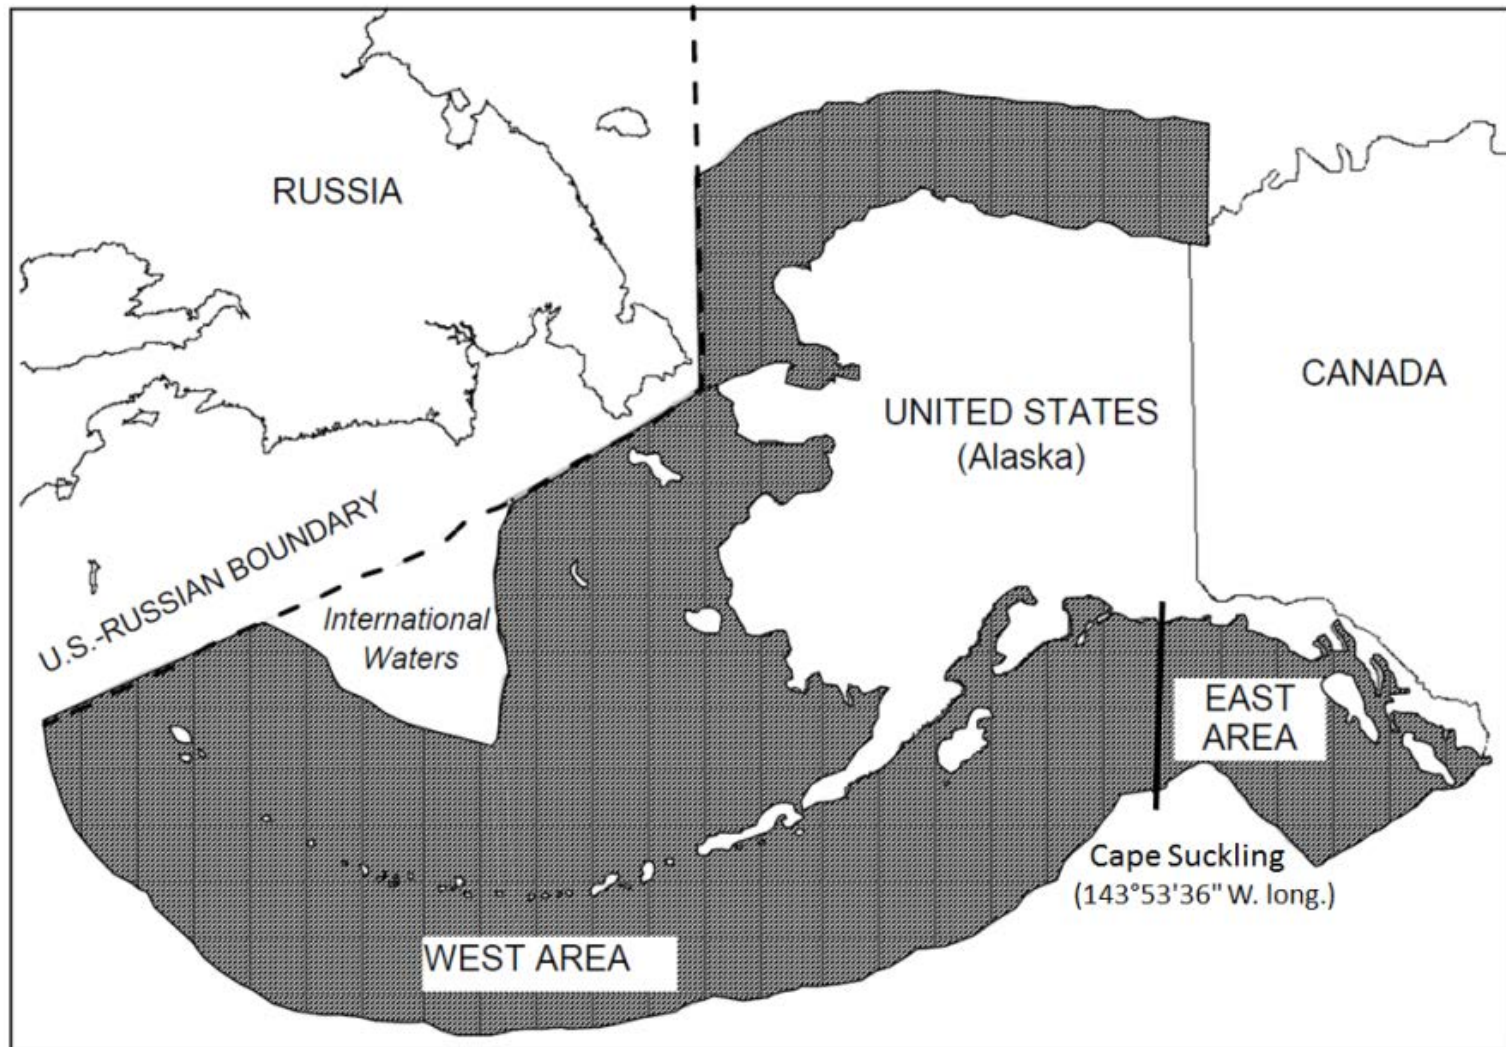 RUSSIA
CANADA
UNITED STATES
(Alaska)
U.S.-RUSSIAN BOUNDARY
International
Waters
EAST
AREA
Cape Suckling
(143°53'36" W. long.)
WEST AREA